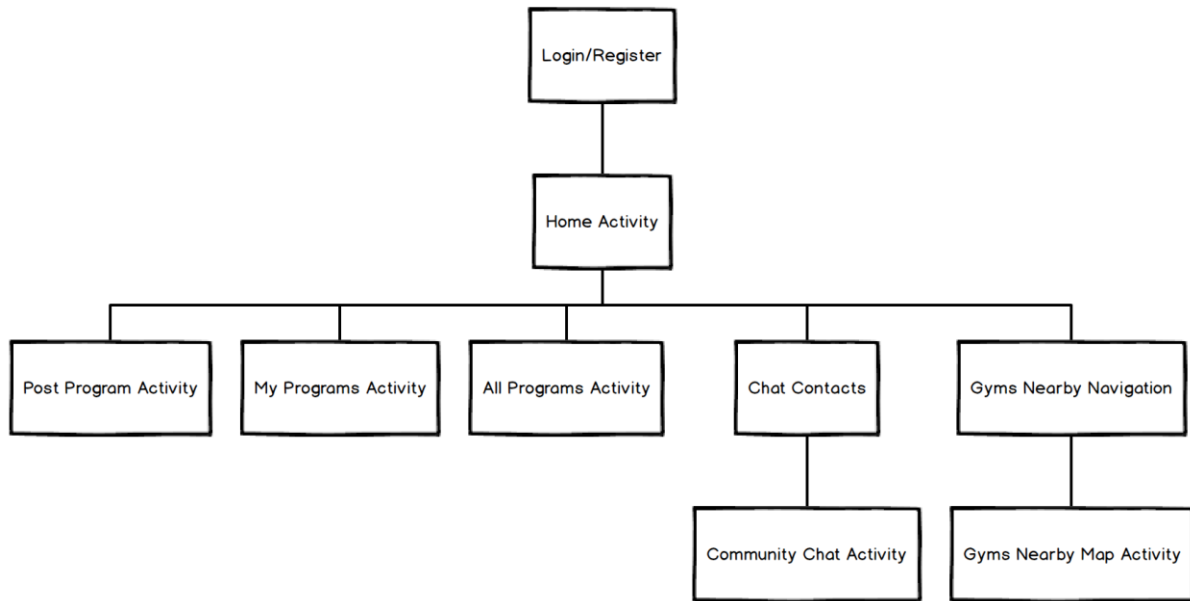 Login/Register
Home Activity
Post Program Activity
My Programs Activity
All Programs Activity
Chat Contacts
Gyms Nearby Navigation
Community Chat Activity
Gyms Nearby Map Activity